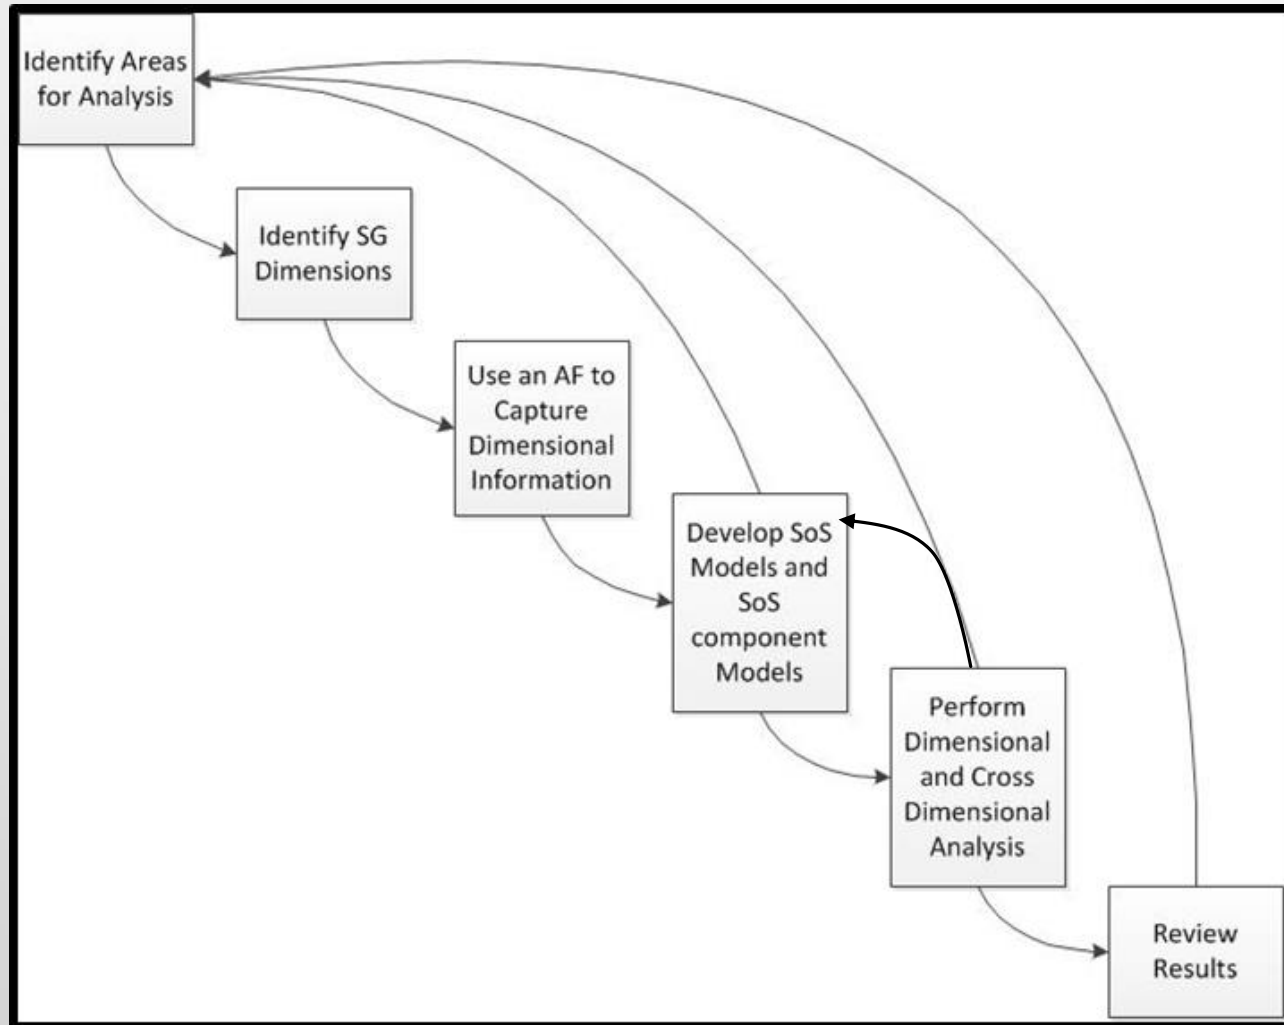 Identify Areas
for Analysis
Identify SG
Dimensions
Use an AF to
Capture
Dimensional
Information
Develop SoS
Models and
SoS
component
Models
Perform
Dimensional
and Cross
Dimensional
Analysis
Review
Results